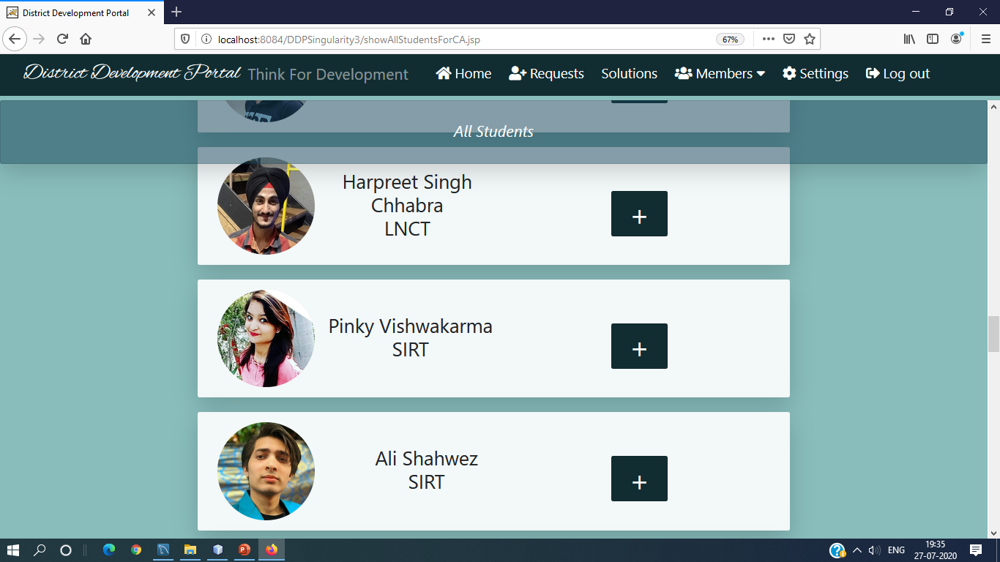 District Development Portal
localhost:8084/DDPSingularity3/showAllStudentsForCA.jsp 67%
District Development Portal Think For Development Home Requests Solutions Members Settings Log out
All Students
Harpreet Singh
Chhabra
LNCT
+
Pinky Vishwakarma
SIRT
+
Ali Shahwez
SIRT
+
ENG
19:35
27-07-2020